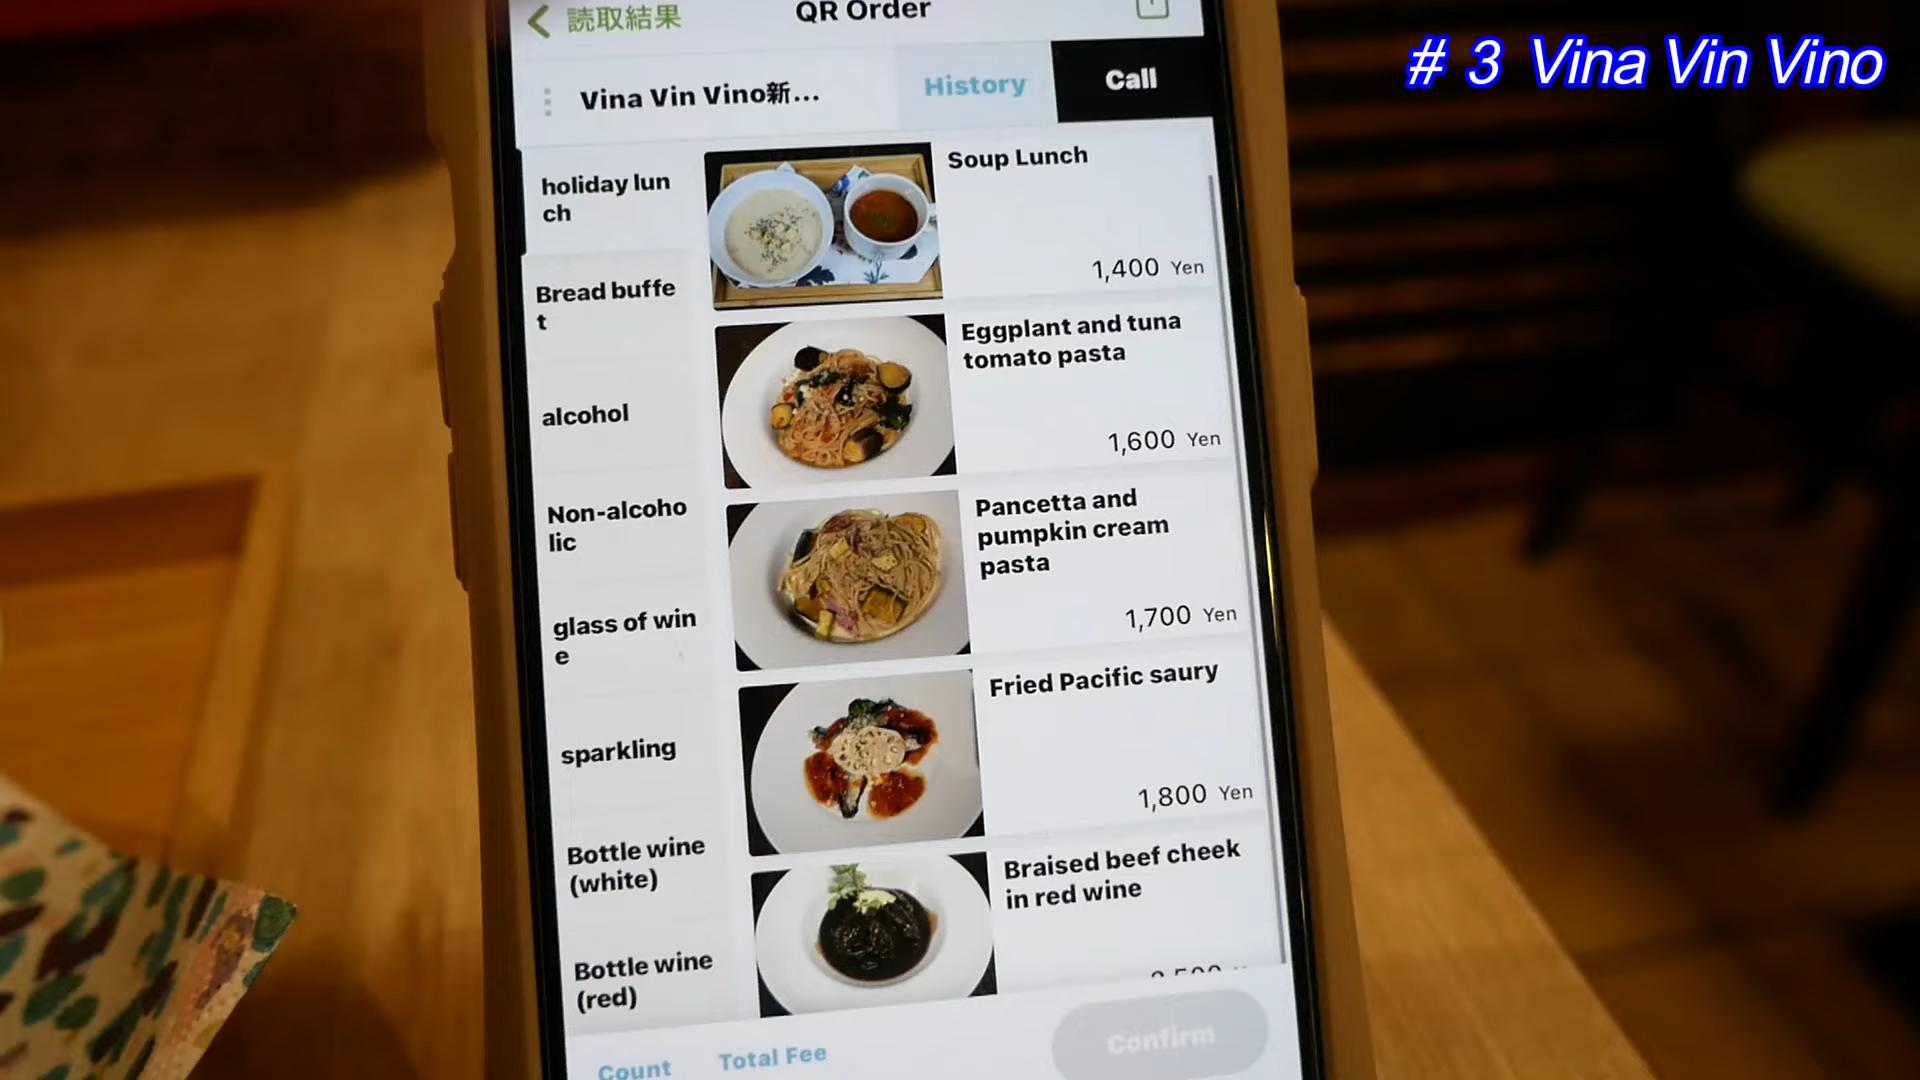 # 3 Vina Vin Vino
読取結果
QR Order
Vina Vin Vino新...
History
Call
holiday lun
ch
Bread buffe
t
alcohol
Non-alcoho
lic
glass of win
e
sparkling
Bottle wine
(white)
Bottle wine
(red)
Soup Lunch
1,400 Yen
Eggplant and tuna
tomato pasta
1,600 Yen
Pancetta and
pumpkin cream
pasta
1,700 Yen
Fried Pacific saury
1,800 Yen
Braised beef cheek
in red wine
Count
Total Fee
Confirm